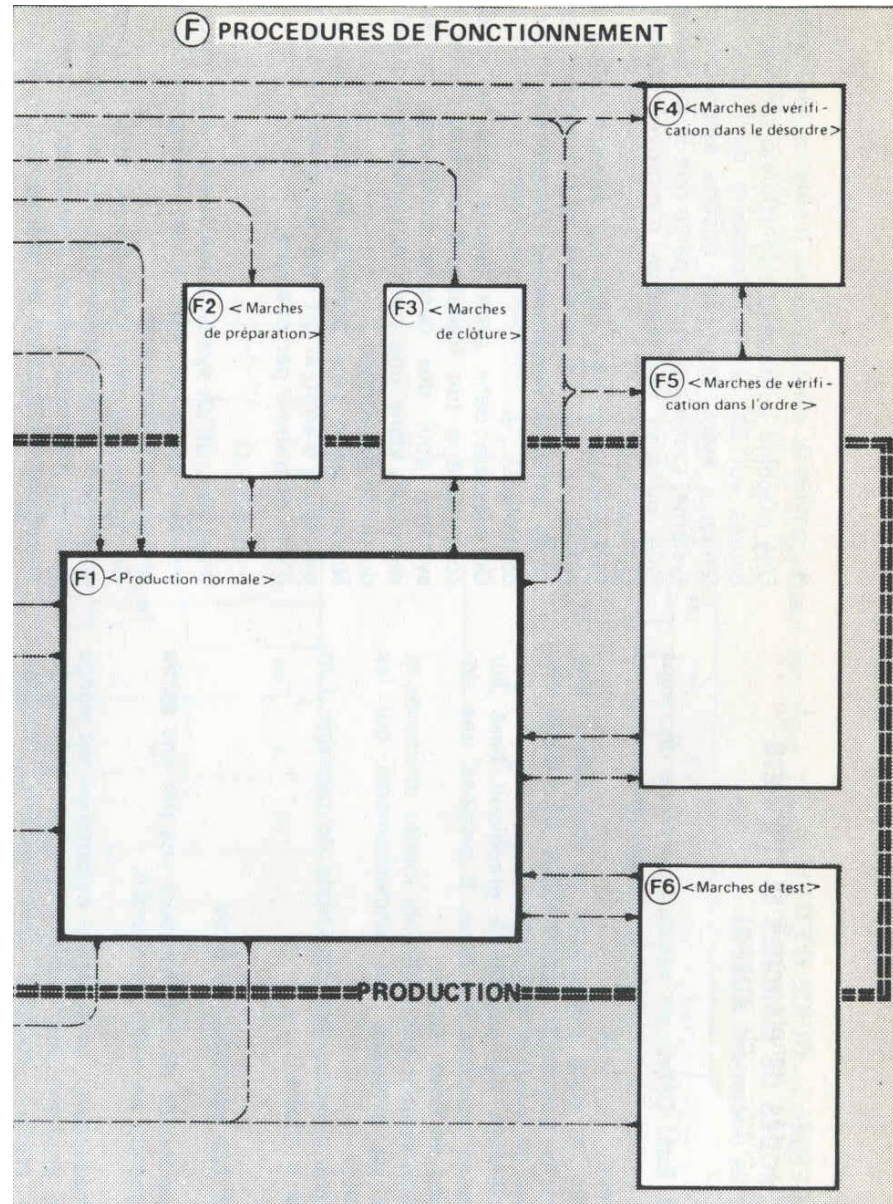 F PROCEDURES DE FONCTIONNEMENT
F4 <Marches de vérifi -
cation dans le désordre>
F2 < Marches
de préparation>
F3 < Marches
de clôture>
F5 <Marches de vérifi -
cation dans l'ordre >
F1 <Production normale>
F6 <Marches de test>
PRODUCTION